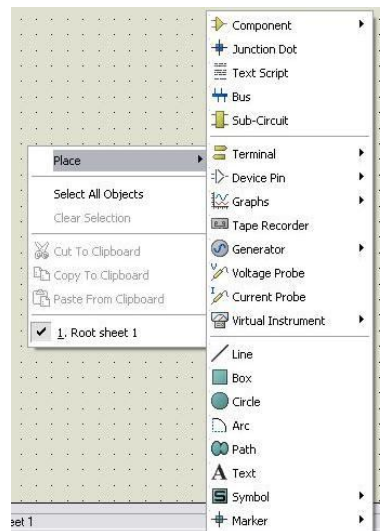 Place
Select All Objects
Clear Selection
Cut To Clipboard
Copy To Clipboard
Paste From Clipboard
1. Root sheet 1
Component
Junction Dot
Text Script
Bus
Sub-Circuit
Terminal
Device Pin
Graphs
Tape Recorder
Generator
Voltage Probe
Current Probe
Virtual Instrument
Line
Box
Circle
Arc
Path
Text
Symbol
Marker
eet 1